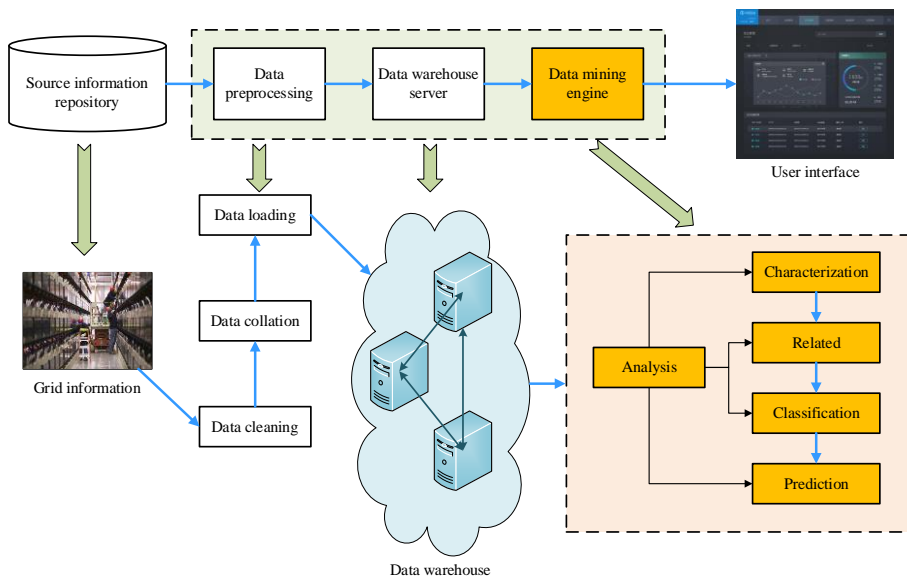 Source information
repository
Data
preprocessing
Data warehouse
server
Data mining
engine
User interface
Data loading
Data collation
Data cleaning
Grid information
Data warehouse
Analysis
Characterization
Related
Classification
Prediction